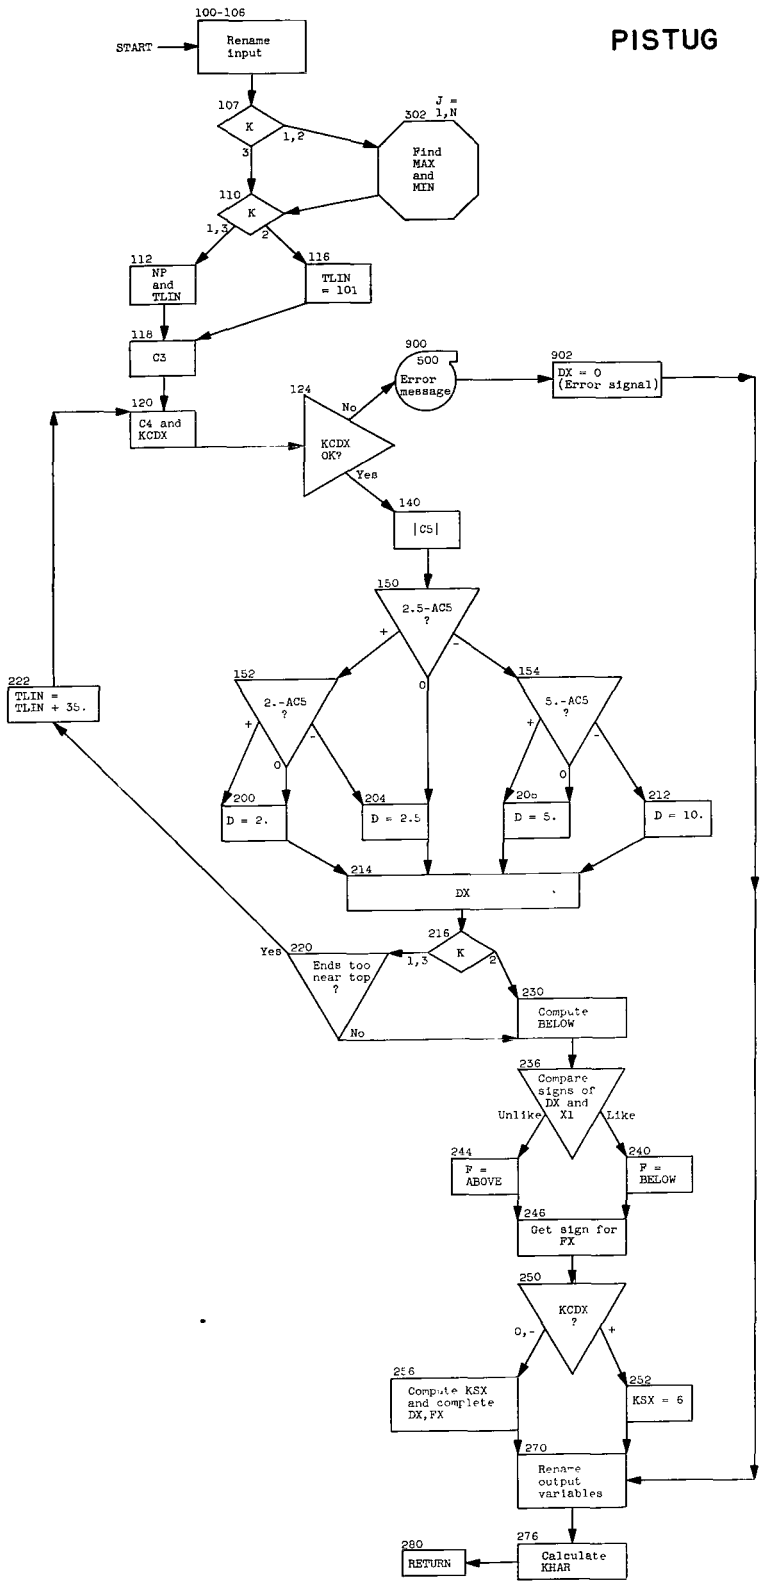 PISTUG
START
100-106
Rename
input
107
K
1,2
3
302
J =
1,N
Find
MAX
and
MIN
110
K
1,3
2
112
NP
and
TLIN
116
TLIN
= 101
118
C3
120
C4 and
KCDX
124
KCDX
OK?
No
Yes
900
500
Error
message
902
DX = 0
(Error signal)
140
|C5|
150
2.5-AC5
?
+
-
0
152
2.-AC5
?
+
-
0
154
5.-AC5
?
+
-
0
222
TLIN =
TLIN + 35.
200
D = 2.
204
D = 2.5
D = 5.
212
D = 10.
214
DX
216
K
1,3
2
220
Ends too
near top
?
Yes
No
230
Compute
BELOW
236
Compare
signs of
DX and
X1
Unlike
Like
244
F =
ABOVE
240
F =
BELOW
246
Get sign for
FX
250
KCDX
?
0,-
+
256
Compute KSX
and complete
DX,FX
252
KSX = 6
270
Rename
output
variables
276
Calculate
KHAR
280
RETURN